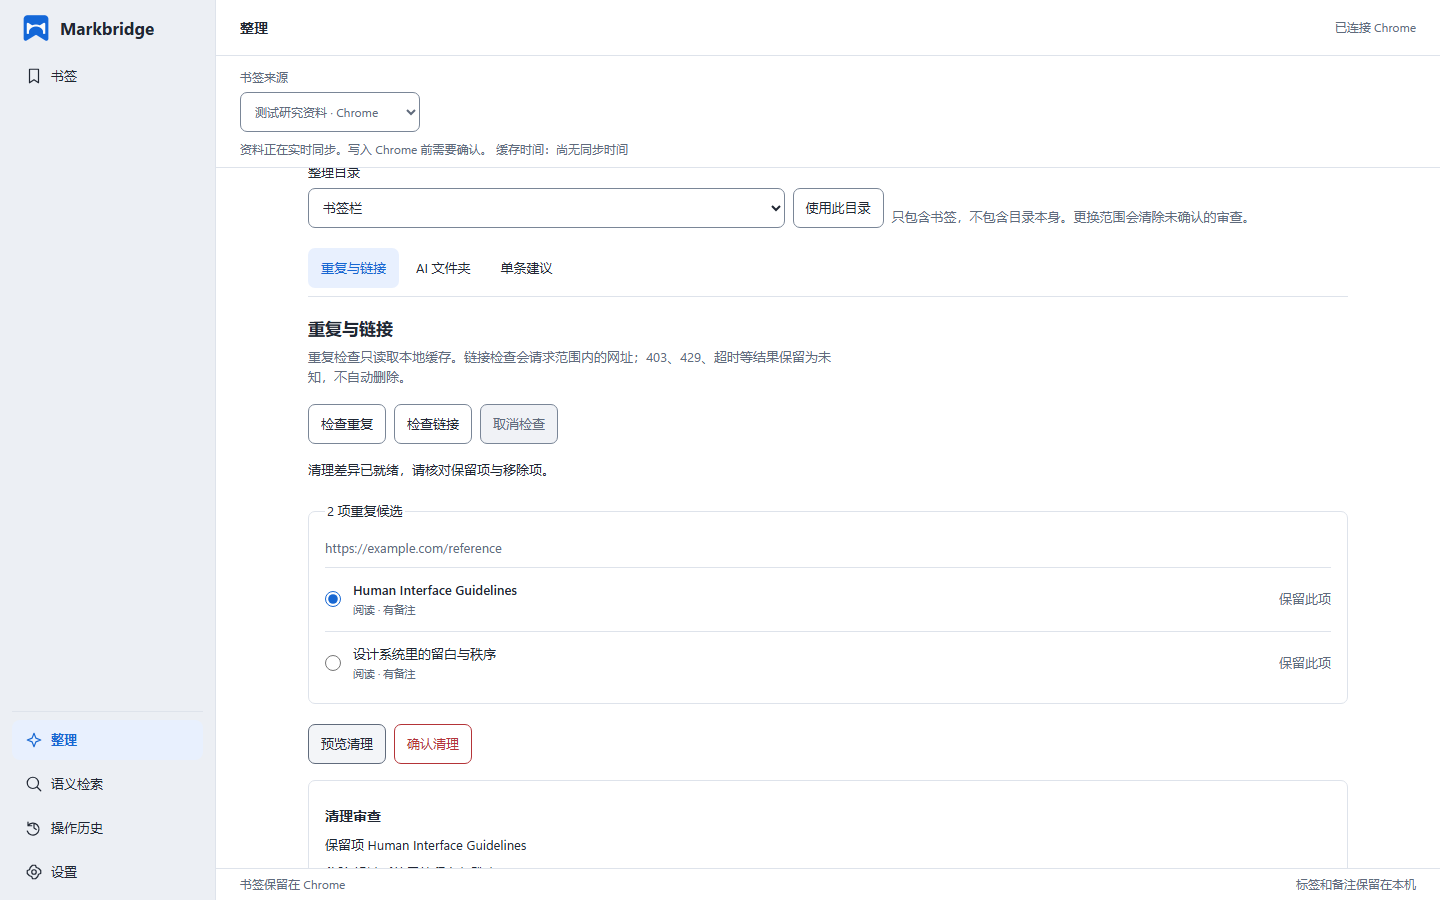 Markbridge
书签
整理
语义检索
操作历史
设置
整理
已连接 Chrome
书签来源
测试研究资料 · Chrome
资料正在实时同步。写入 Chrome 前需要确认。 缓存时间：尚无同步时间
整理目录
书签栏
使用此目录
只包含书签，不包含目录本身。更换范围会清除未确认的审查。
重复与链接
AI 文件夹
单条建议
重复与链接
重复检查只读取本地缓存。链接检查会请求范围内的网址；403、429、超时等结果保留为未
知，不自动删除。
检查重复
检查链接
取消检查
清理差异已就绪，请核对保留项与移除项。
2 项重复候选
https://example.com/reference
Human Interface Guidelines
阅读 · 有备注
保留此项
设计系统里的留白与秩序
阅读 · 有备注
保留此项
预览清理
确认清理
清理审查
保留项 Human Interface Guidelines
书签保留在 Chrome
标签和备注保留在本机